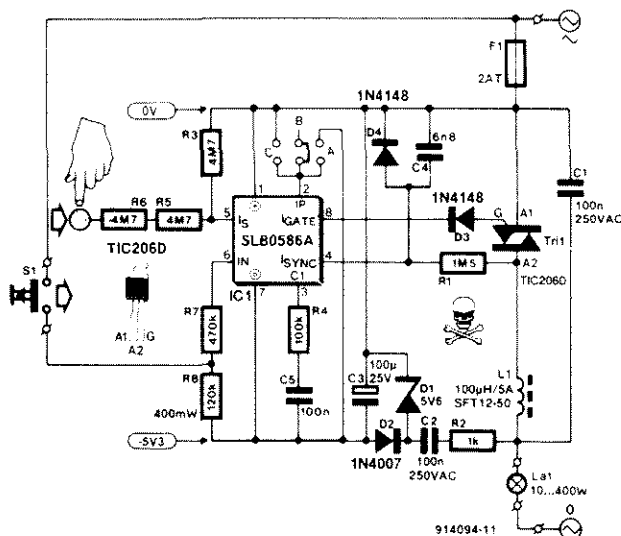 F1
2AT
1N4148
0V
B
C
A
R3
4M7
D4
6n8
C4
C1
100n
250VAC
1N4148
R6
R5
4M7
4M7
5
1
2
IP
IS
IGATE
8
SLB0586A
G
A1
D3
Tri1
TIC206D
6
IN
ISYNC
4
A2
1M5
R1
TIC206D
S1
C1
IC1
7
3
R4
100k
A1
G
A2
R7
470k
100µ
25V
C3
D1
5V6
L1
100µH/5A
SFT12-50
R8
120k
400mW
C5
100n
C2
R2
1k
-5V3
D2
1N4007
100n
250VAC
La1
10...400W
0
914094-11